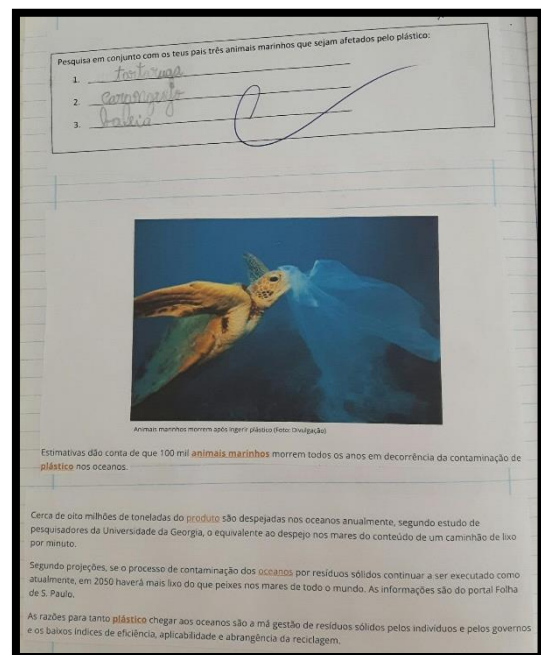 Pesquisa em conjunto com os teus pais três animais marinhos que sejam afetados pelo plástico:
1. tartaruga
2. carangrejo
3. baleia
Animais marinhos morrem após ingerir plástico (Foto: Divulgação)
Estimativas dão conta de que 100 mil animais marinhos morrem todos os anos em decorrência da contaminação de
plástico nos oceanos.
Cerca de oito milhões de toneladas do produto são despejadas nos oceanos anualmente, segundo estudo de
pesquisadores da Universidade da Georgia, o equivalente ao despejo nos mares do conteúdo de um caminhão de lixo
por minuto.
Segundo projeções, se o processo de contaminação dos oceanos por resíduos sólidos continuar a ser executado como
atualmente, em 2050 haverá mais lixo do que peixes nos mares de todo o mundo. As informações são do portal Folha
de S. Paulo.
As razões para tanto plástico chegar aos oceanos são a má gestão de resíduos sólidos pelos indivíduos e pelos governos
e os baixos índices de eficiência, aplicabilidade e abrangência da reciclagem.